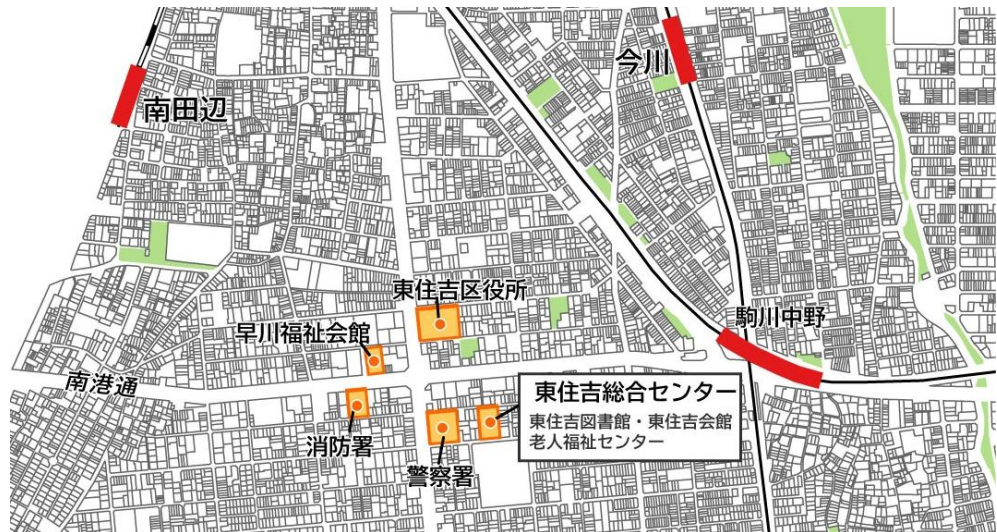 今川
南田辺
東住吉区役所
駒川中野
早川福祉会館
南港通
東住吉総合センター
東住吉図書館・東住吉会館
老人福祉センター
消防署
警察署